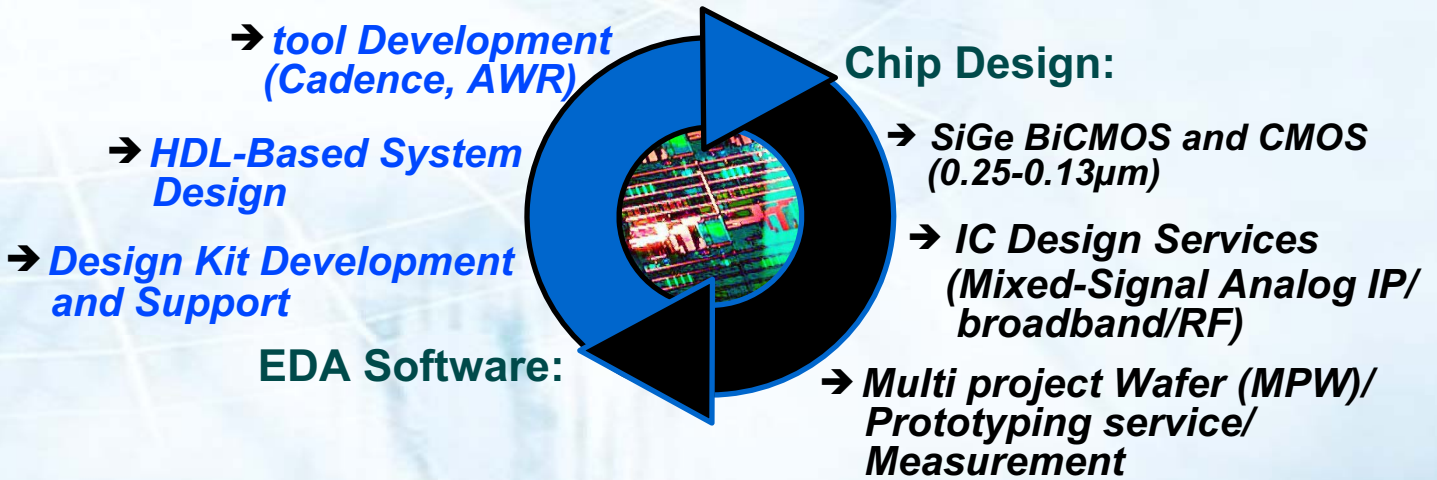 ➔ tool Development
(Cadence, AWR)
➔ HDL-Based System
Design
➔ Design Kit Development
and Support
EDA Software:
Chip Design:
➔ SiGe BiCMOS and CMOS
(0.25-0.13µm)
➔ IC Design Services
(Mixed-Signal Analog IP/
broadband/RF)
➔ Multi project Wafer (MPW)/
Prototyping service/
Measurement